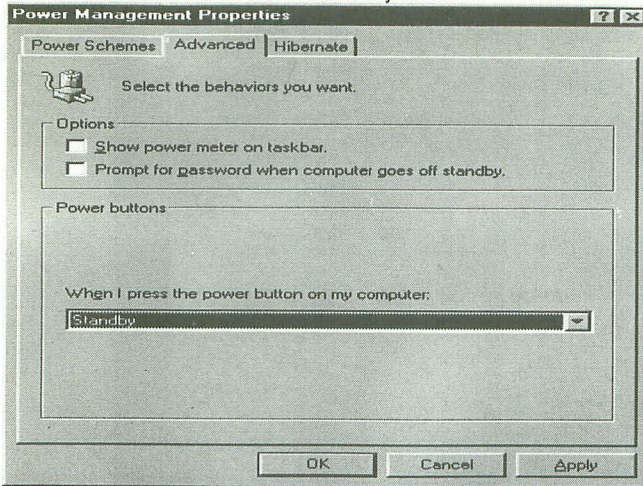 Power Management Properties
Power Schemes Advanced Hibernate
Select the behaviors you want.
Options
Show power meter on taskbar.
Prompt for password when computer goes off standby.
Power buttons
When I press the power button on my computer:
Standby
OK Cancel Apply